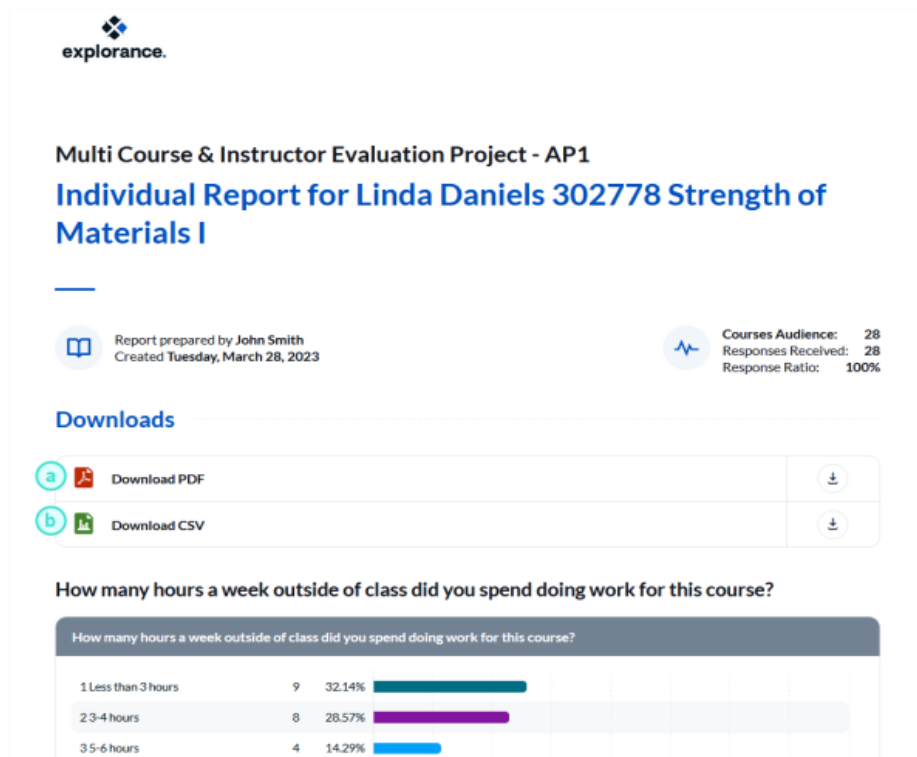 explorance.
Multi Course & Instructor Evaluation Project - AP1
Individual Report for Linda Daniels 302778 Strength of
Materials I
Report prepared by John Smith
Created Tuesday, March 28, 2023
Courses Audience: 28
Responses Received: 28
Response Ratio: 100%
Downloads
a Download PDF
b Download CSV
How many hours a week outside of class did you spend doing work for this course?
How many hours a week outside of class did you spend doing work for this course?
1 Less than 3 hours 9 32.14%
2 3-4 hours 8 28.57%
3 5-6 hours 4 14.29%